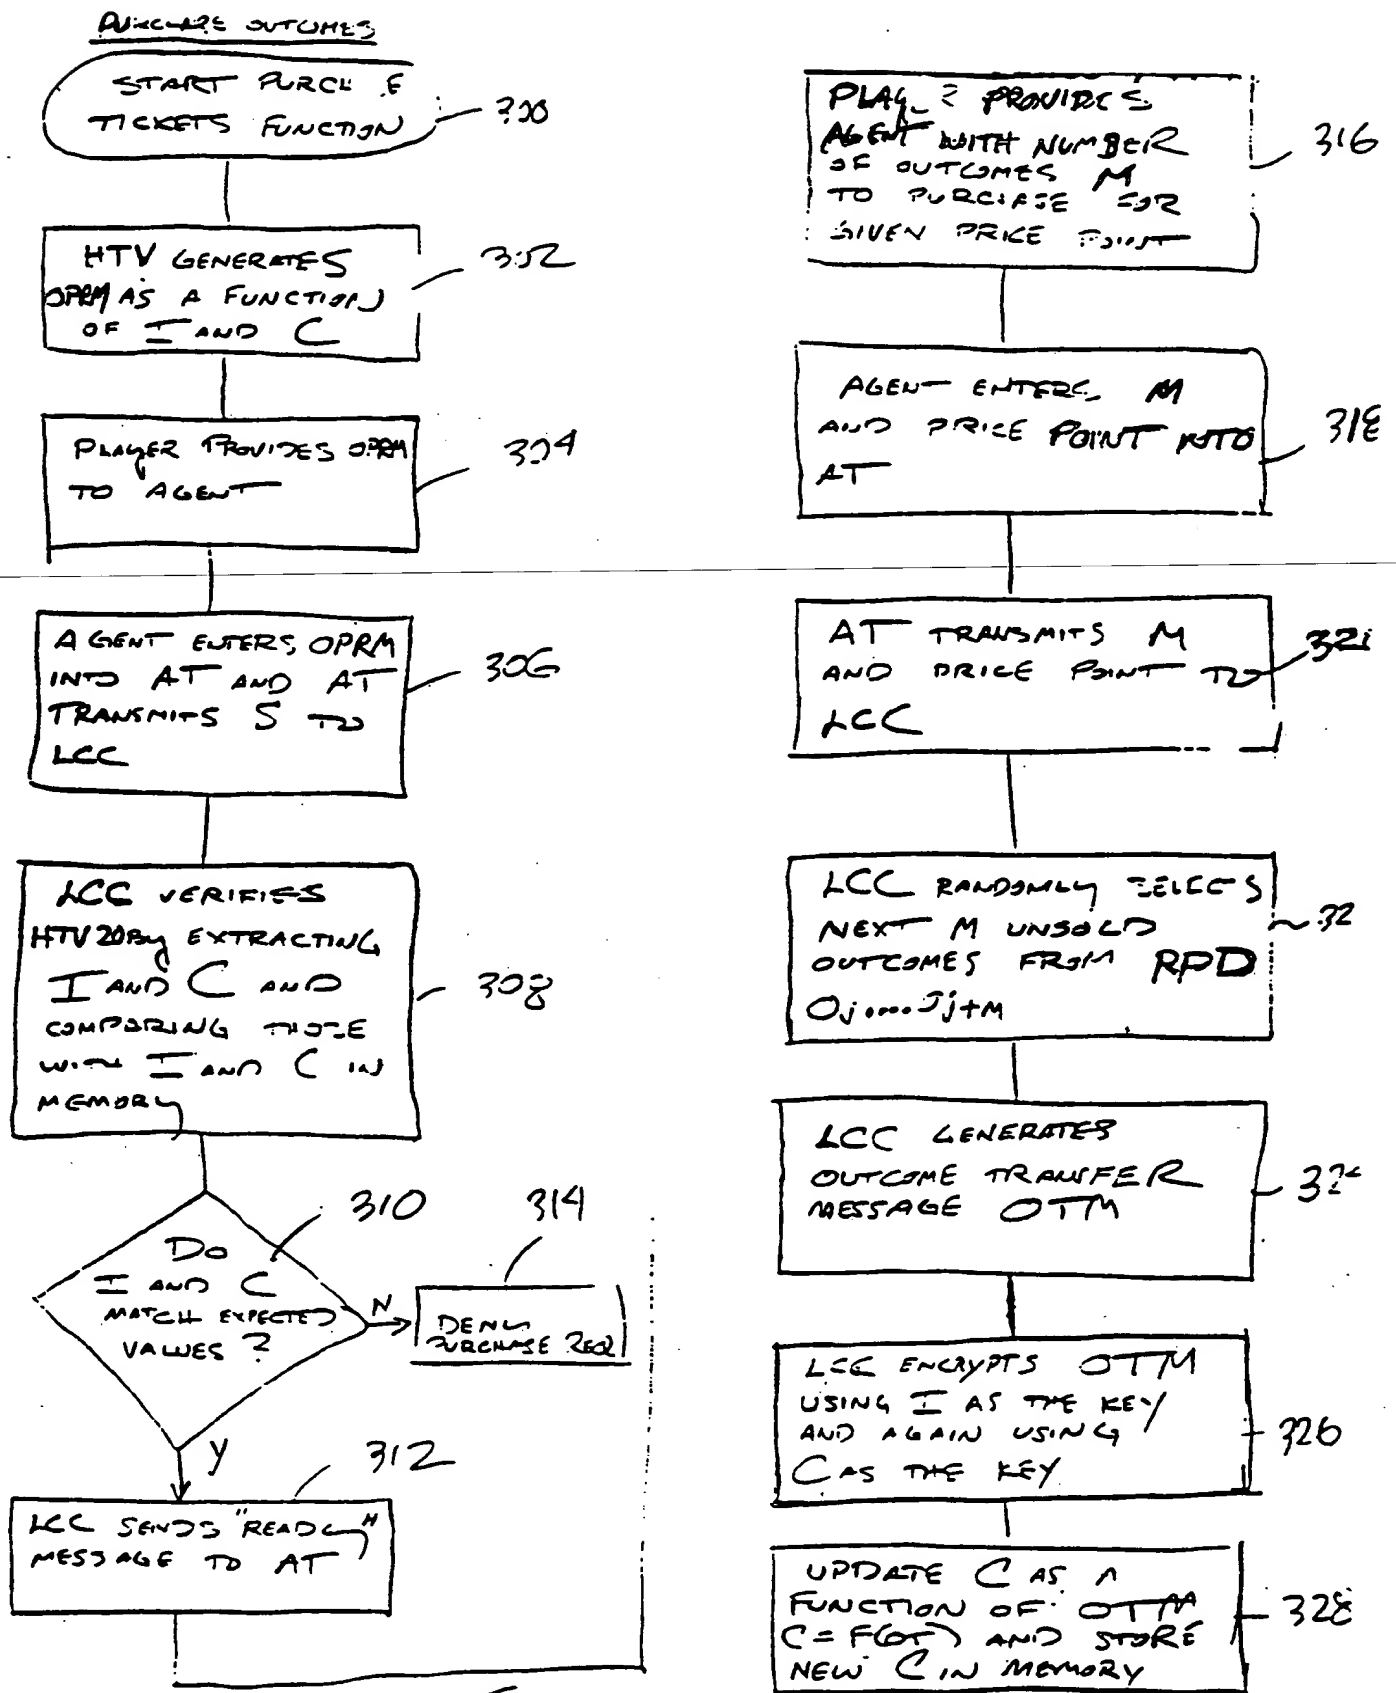 PURCHASE OUTCOMES
START PURCH E
TICKETS FUNCTION
300
HTV GENERATES
OPRM AS A FUNCTION
OF I AND C
302
PLAYER PROVIDES OPRM
TO AGENT
304
AGENT ENTERS OPRM
INTO AT AND AT
TRANSMITS S TO
LCC
306
LCC VERIFIES
HTV 20 By EXTRACTING
I AND C AND
COMPARING THOSE
WITH I AND C IN
MEMORY
308
310
DO
I AND C
MATCH EXPECTED
VALUES ?
N
314
DENY
PURCHASE REQ
Y
312
LCC SENDS "READY"
MESSAGE TO AT
PROVIDES
AGENT WITH NUMBER
OF OUTCOMES M
TO PURCHASE FOR
GIVEN PRICE POINT
316
AGENT ENTERS M
AND PRICE POINT INTO
AT
318
AT TRANSMITS M
AND PRICE POINT TO
LCC
LCC RANDOMLY SELECTS
NEXT M UNSOLD
OUTCOMES FROM RPD
Oj....Oj+M
32
LCC GENERATES
OUTCOME TRANSFER
MESSAGE OTM
LCC ENCRYPTS OTM
USING I AS THE KEY
AND AGAIN USING
C AS THE KEY
326
UPDATE C AS A
FUNCTION OF OTM
C = F(OT ) AND STORE
NEW C IN MEMORY
328